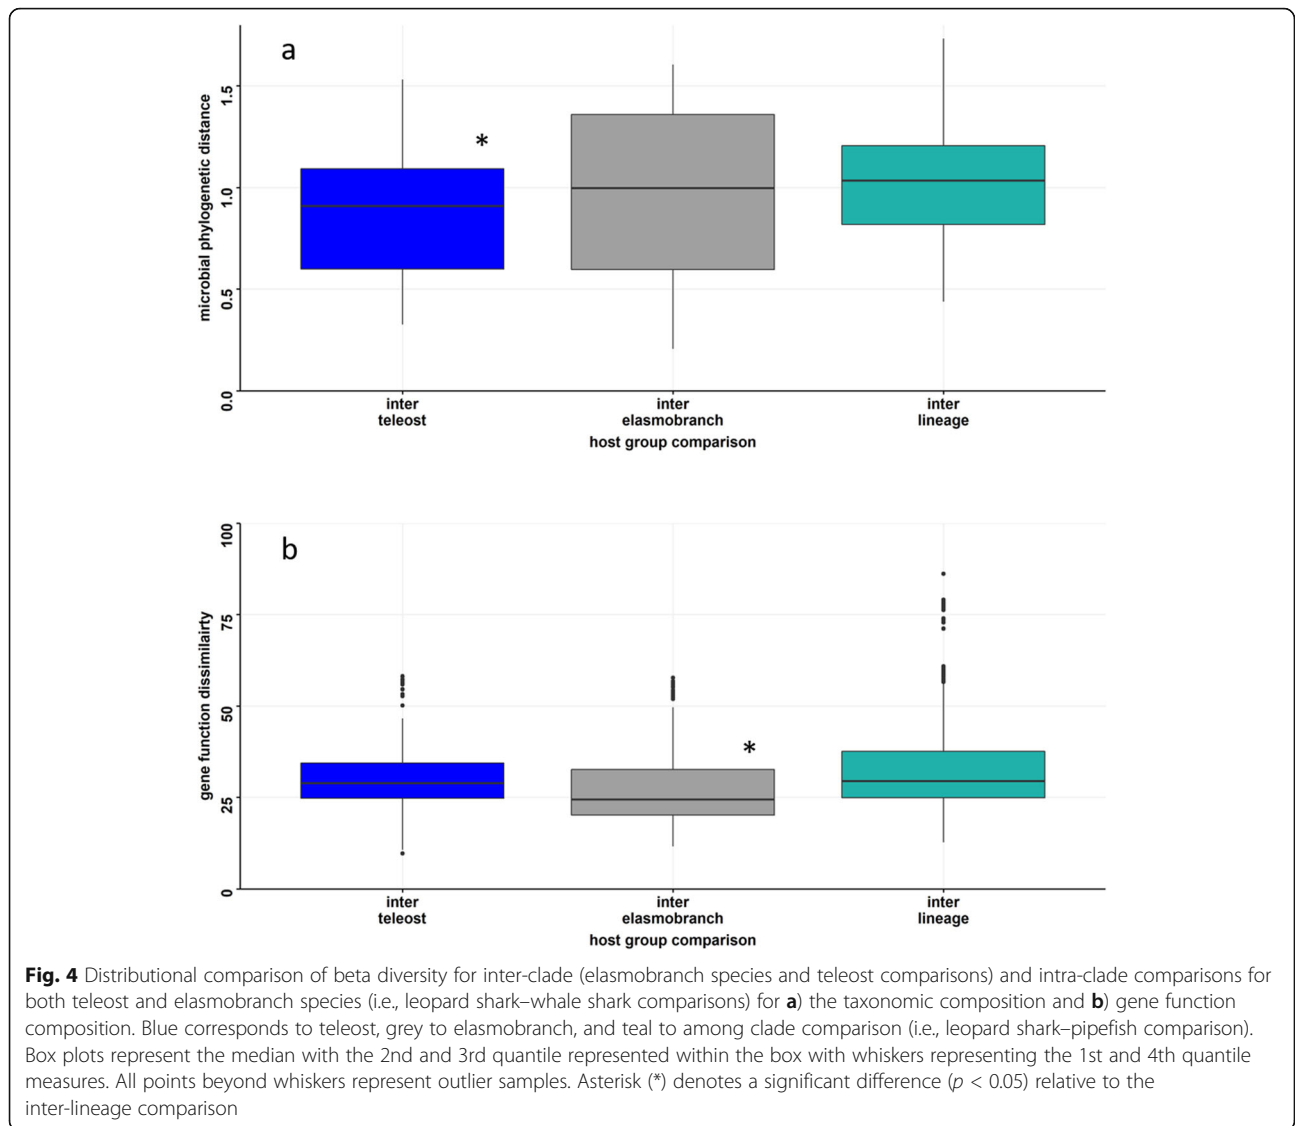 a
1.5
1.0
0.5
0.0
microbial phylogenetic distance
*
inter
teleost
inter
elasmobranch
inter
lineage
host group comparison
b
100
75
50
25
0
gene function dissimilairty
*
inter
teleost
inter
elasmobranch
inter
lineage
host group comparison
Fig. 4 Distributional comparison of beta diversity for inter-clade (elasmobranch species and teleost comparisons) and intra-clade comparisons for
both teleost and elasmobranch species (i.e., leopard shark–whale shark comparisons) for a) the taxonomic composition and b) gene function
composition. Blue corresponds to teleost, grey to elasmobranch, and teal to among clade comparison (i.e., leopard shark–pipefish comparison).
Box plots represent the median with the 2nd and 3rd quantile represented within the box with whiskers representing the 1st and 4th quantile
measures. All points beyond whiskers represent outlier samples. Asterisk (*) denotes a significant difference (p < 0.05) relative to the
inter-lineage comparison